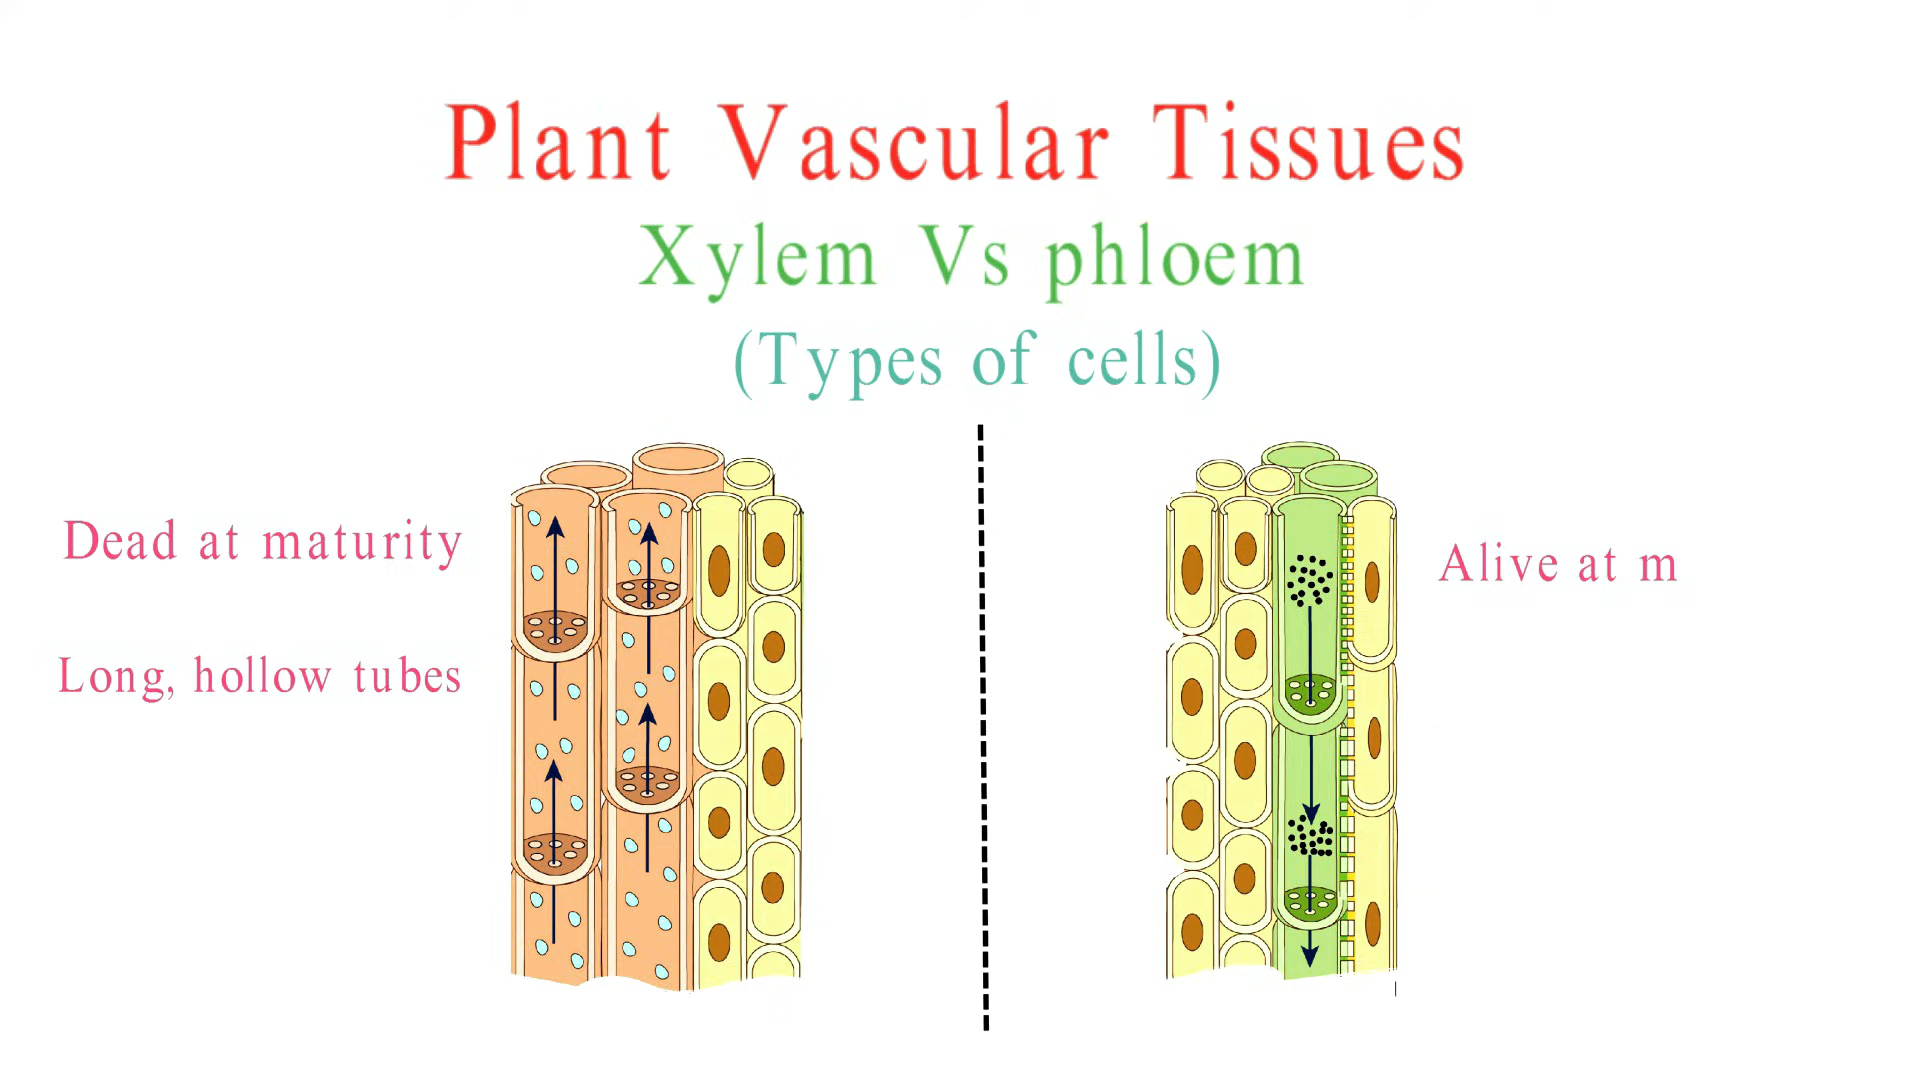 Plant Vascular Tissues
Xylem Vs phloem
(Types of cells)
Dead at maturity
Long, hollow tubes
Alive at m